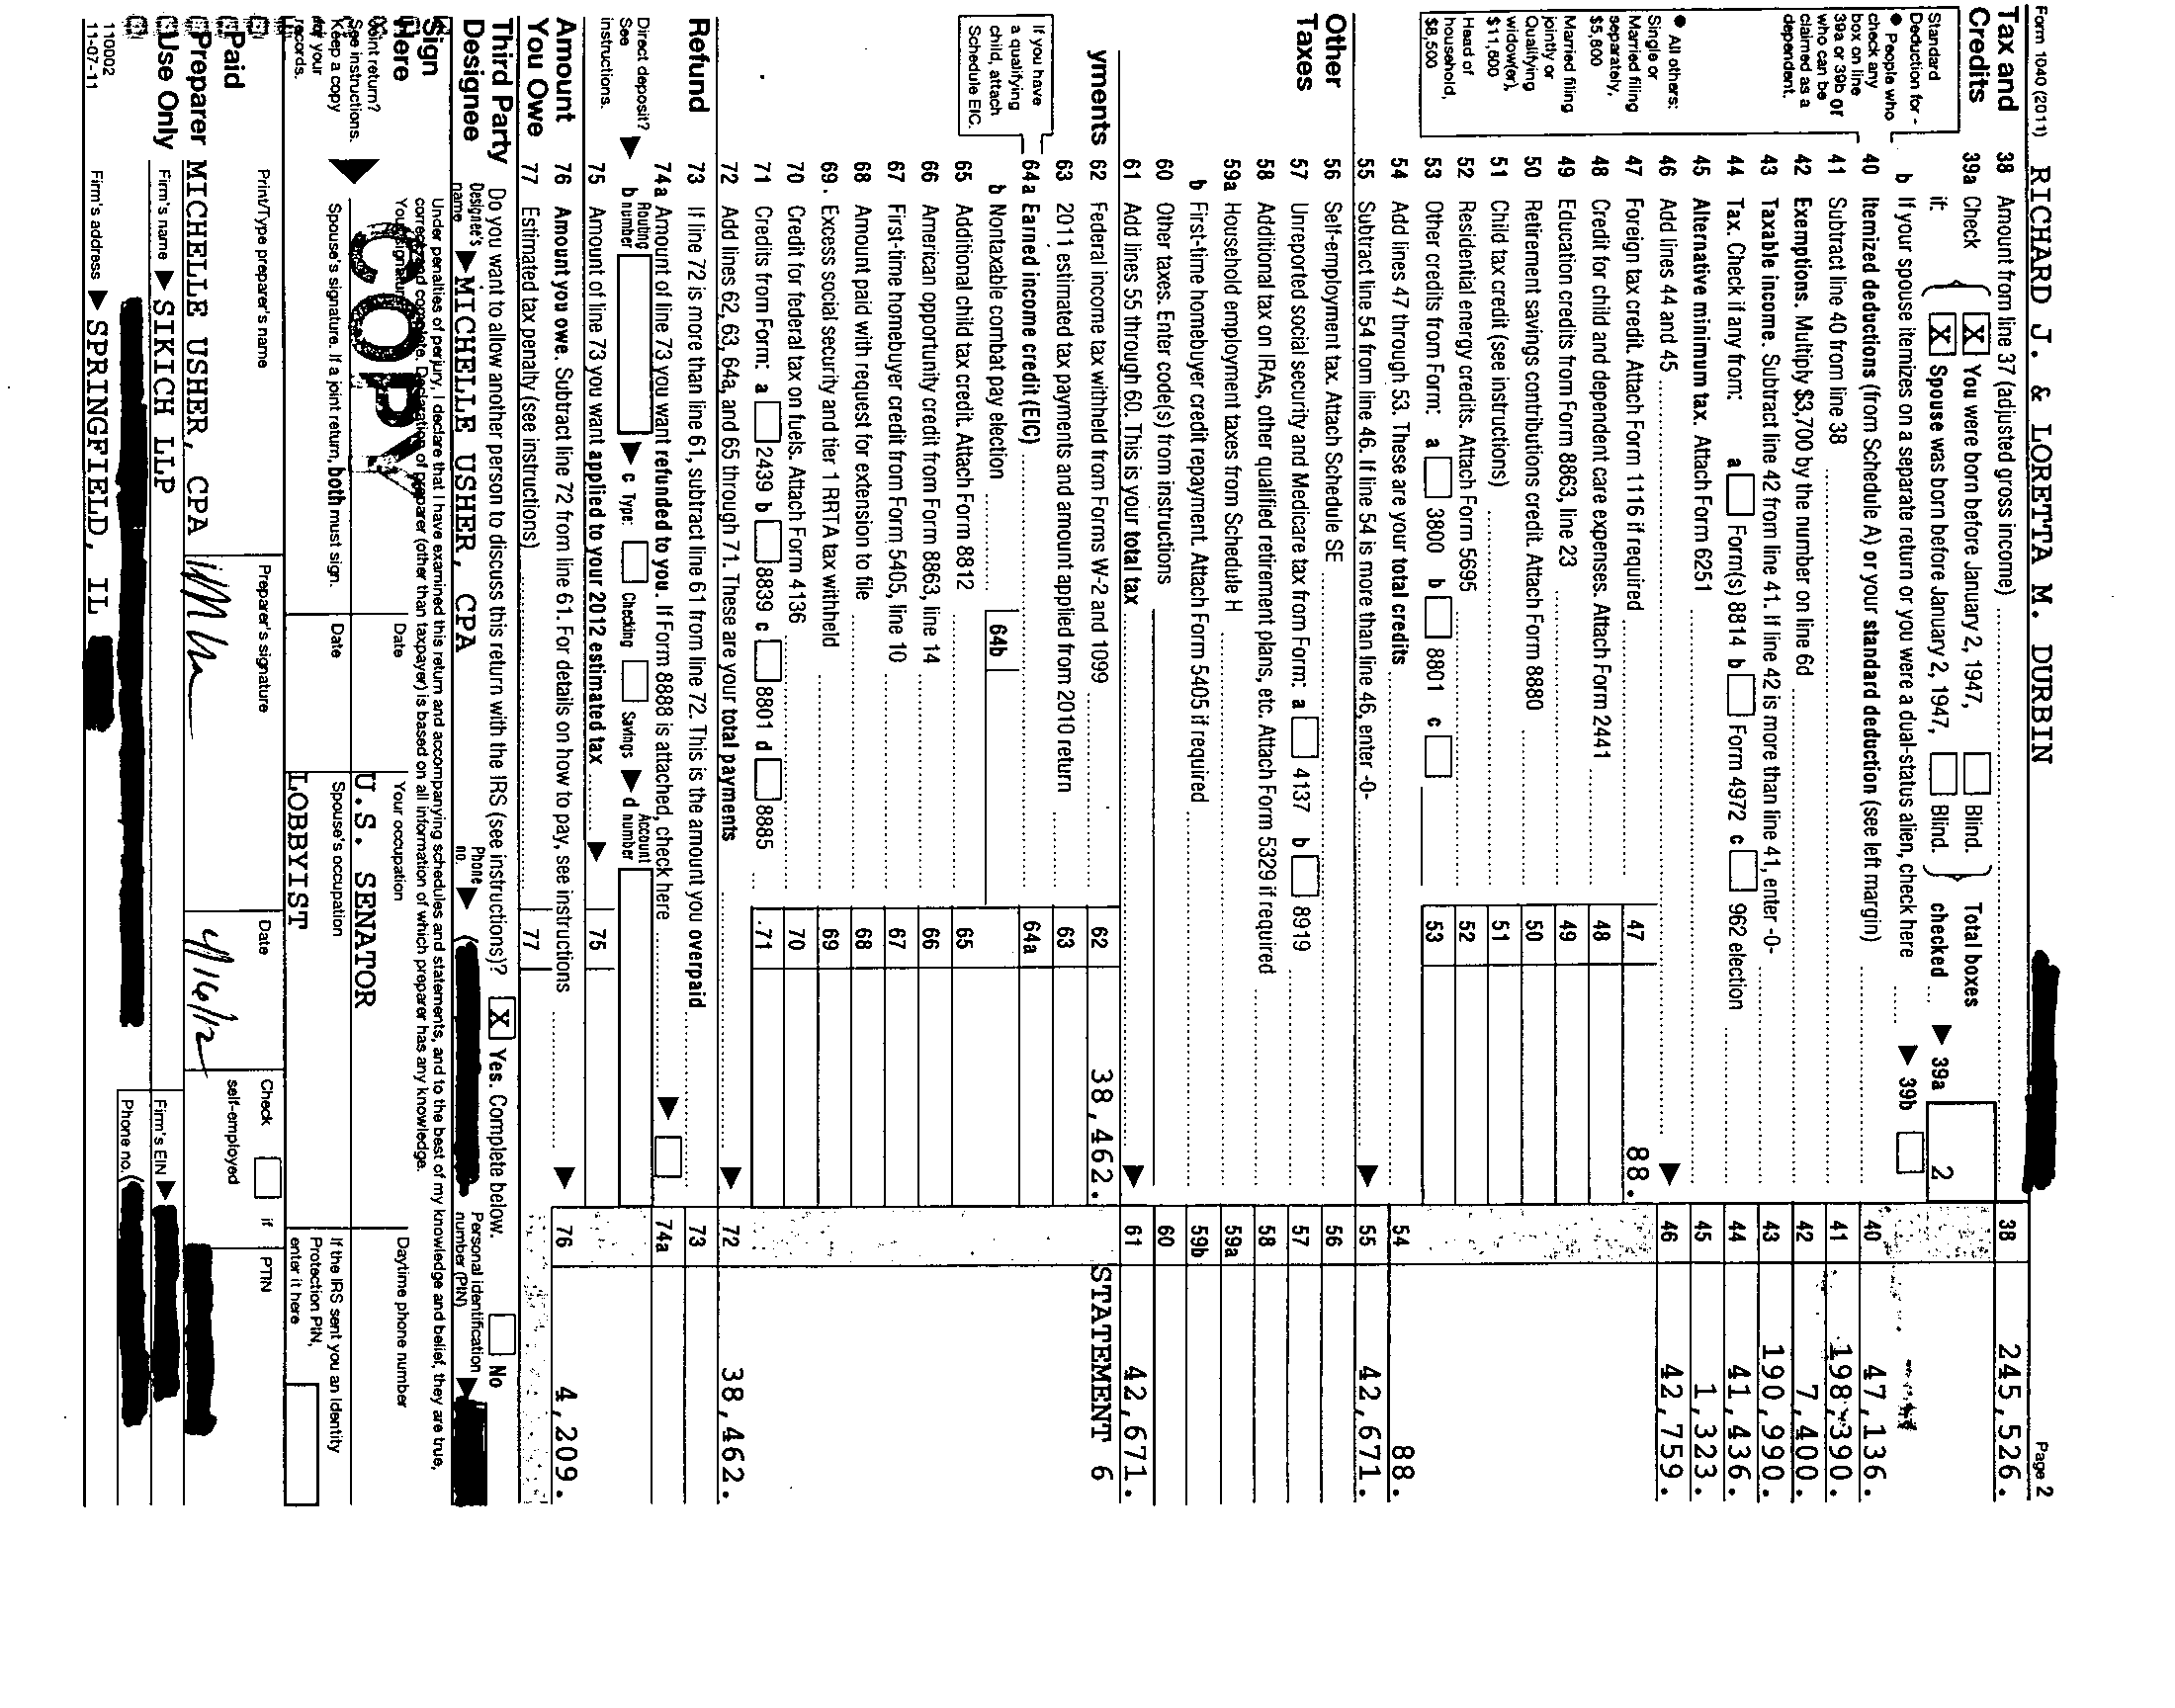 Form 1040 (2011) RICHARD J. & LORETTA M. DURBIN Page 2
Tax and Credits
38 Amount from line 37 (adjusted gross income) 38 245,526.
39a Check if: { X You were born before January 2, 1947, Blind. } Total boxes
X Spouse was born before January 2, 1947, Blind. checked ... ▶ 39a 2
b If your spouse itemizes on a separate return or you were a dual-status alien, check here ▶ 39b
Standard Deduction for -
● People who check any box on line 39a or 39b or who can be claimed as a dependent.
● All others:
Single or Married filing separately, $5,800
Married filing jointly or Qualifying widow(er), $11,600
Head of household, $8,500
40 Itemized deductions (from Schedule A) or your standard deduction (see left margin) 40 47,136.
41 Subtract line 40 from line 38 41 198,390.
42 Exemptions. Multiply $3,700 by the number on line 6d 42 7,400.
43 Taxable income. Subtract line 42 from line 41. If line 42 is more than line 41, enter -0- 43 190,990.
44 Tax. Check if any from: a Form(s) 8814 b Form 4972 c 962 election 44 41,436.
45 Alternative minimum tax. Attach Form 6251 45 1,323.
46 Add lines 44 and 45 ▶ 46 42,759.
47 Foreign tax credit. Attach Form 1116 if required 47 88.
48 Credit for child and dependent care expenses. Attach Form 2441 48
49 Education credits from Form 8863, line 23 49
50 Retirement savings contributions credit. Attach Form 8880 50
51 Child tax credit (see instructions) 51
52 Residential energy credits. Attach Form 5695 52
53 Other credits from Form: a 3800 b 8801 c 53
54 Add lines 47 through 53. These are your total credits 54 88.
55 Subtract line 54 from line 46. If line 54 is more than line 46, enter -0- ▶ 55 42,671.
Other Taxes
56 Self-employment tax. Attach Schedule SE 56
57 Unreported social security and Medicare tax from Form: a 4137 b 8919 57
58 Additional tax on IRAs, other qualified retirement plans, etc. Attach Form 5329 if required 58
59a Household employment taxes from Schedule H 59a
b First-time homebuyer credit repayment. Attach Form 5405 if required 59b
60 Other taxes. Enter code(s) from instructions 60
61 Add lines 55 through 60. This is your total tax ▶ 61 42,671.
yments 62 Federal income tax withheld from Forms W-2 and 1099 62 38,462. STATEMENT 6
63 2011 estimated tax payments and amount applied from 2010 return 63
If you have a qualifying child, attach Schedule EIC.
64a Earned income credit (EIC) 64a
b Nontaxable combat pay election 64b
65 Additional child tax credit. Attach Form 8812 65
66 American opportunity credit from Form 8863, line 14 66
67 First-time homebuyer credit from Form 5405, line 10 67
68 Amount paid with request for extension to file 68
69 Excess social security and tier 1 RRTA tax withheld 69
70 Credit for federal tax on fuels. Attach Form 4136 70
71 Credits from Form: a 2439 b 8839 c 8801 d 8885 71
72 Add lines 62, 63, 64a, and 65 through 71. These are your total payments ▶ 72 38,462.
Refund
73 If line 72 is more than line 61, subtract line 61 from line 72. This is the amount you overpaid 73
74a Amount of line 73 you want refunded to you. If Form 8888 is attached, check here ▶ 74a
Direct deposit? See instructions.
▶ b Routing number ▶ c Type: Checking Savings ▶ d Account number
75 Amount of line 73 you want applied to your 2012 estimated tax ▶ 75
Amount You Owe
76 Amount you owe. Subtract line 72 from line 61. For details on how to pay, see instructions ▶ 76 4,209.
77 Estimated tax penalty (see instructions) 77
Third Party Designee
Do you want to allow another person to discuss this return with the IRS (see instructions)? X Yes. Complete below. No
Designee's name ▶ MICHELLE USHER, CPA Phone no. ▶ ( Personal identification number (PIN) ▶
Sign Here
Joint return? See instructions. Keep a copy for your records.
Under penalties of perjury, I declare that I have examined this return and accompanying schedules and statements, and to the best of my knowledge and belief, they are true,
correct, and complete. Declaration of preparer (other than taxpayer) is based on all information of which preparer has any knowledge.
Your signature Date Your occupation Daytime phone number
COPY
U.S. SENATOR
Spouse's signature. If a joint return, both must sign. Date Spouse's occupation If the IRS sent you an Identity Protection PIN, enter it here
LOBBYIST
Paid Preparer Use Only
Print/Type preparer's name Preparer's signature Date Check if self-employed PTIN
MICHELLE USHER, CPA 4/16/12
Firm's name ▶ SIKICH LLP Firm's EIN ▶
Phone no. (
Firm's address ▶ SPRINGFIELD, IL
110002
11-07-11